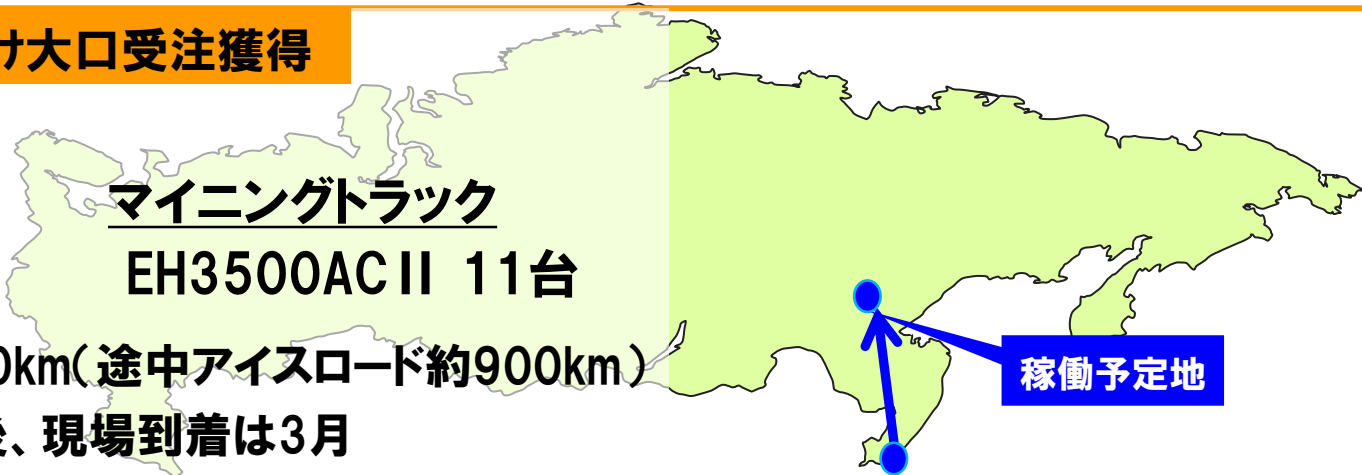 け大口受注獲得
マイニングトラック
EH3500ACⅡ 11台
0km(途中アイスロード約900km)
後、現場到着は3月
稼働予定地